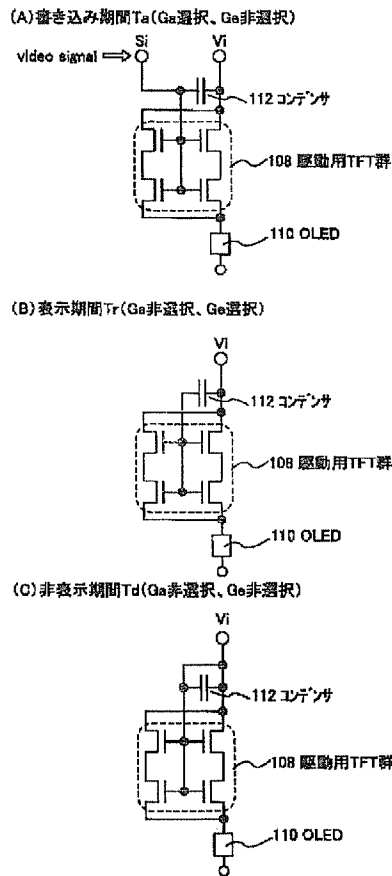 (A)書き込み期間Ta(Ga選択、Ge非選択)
Si
Vi
video signal
112 コンデンサ
108 駆動用TFT群
110 OLED
(B)表示期間Tr(Ga非選択、Ge選択)
Vi
112 コンデンサ
108 駆動用TFT群
110 OLED
(C)非表示期間Td(Ga非選択、Ge非選択)
Vi
112 コンデンサ
108 駆動用TFT群
110 OLED